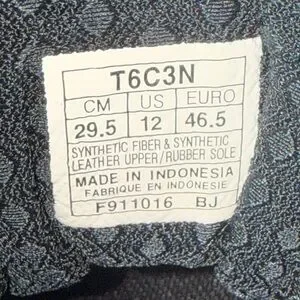 T6C3N
CM US EURO
29.5 12 46.5
SYNTHETIC FIBER & SYNTHETIC
LEATHER UPPER/RUBBER SOLE
MADE IN INDONESIA
FABRIQUE EN INDONESIA
F911016 BJ